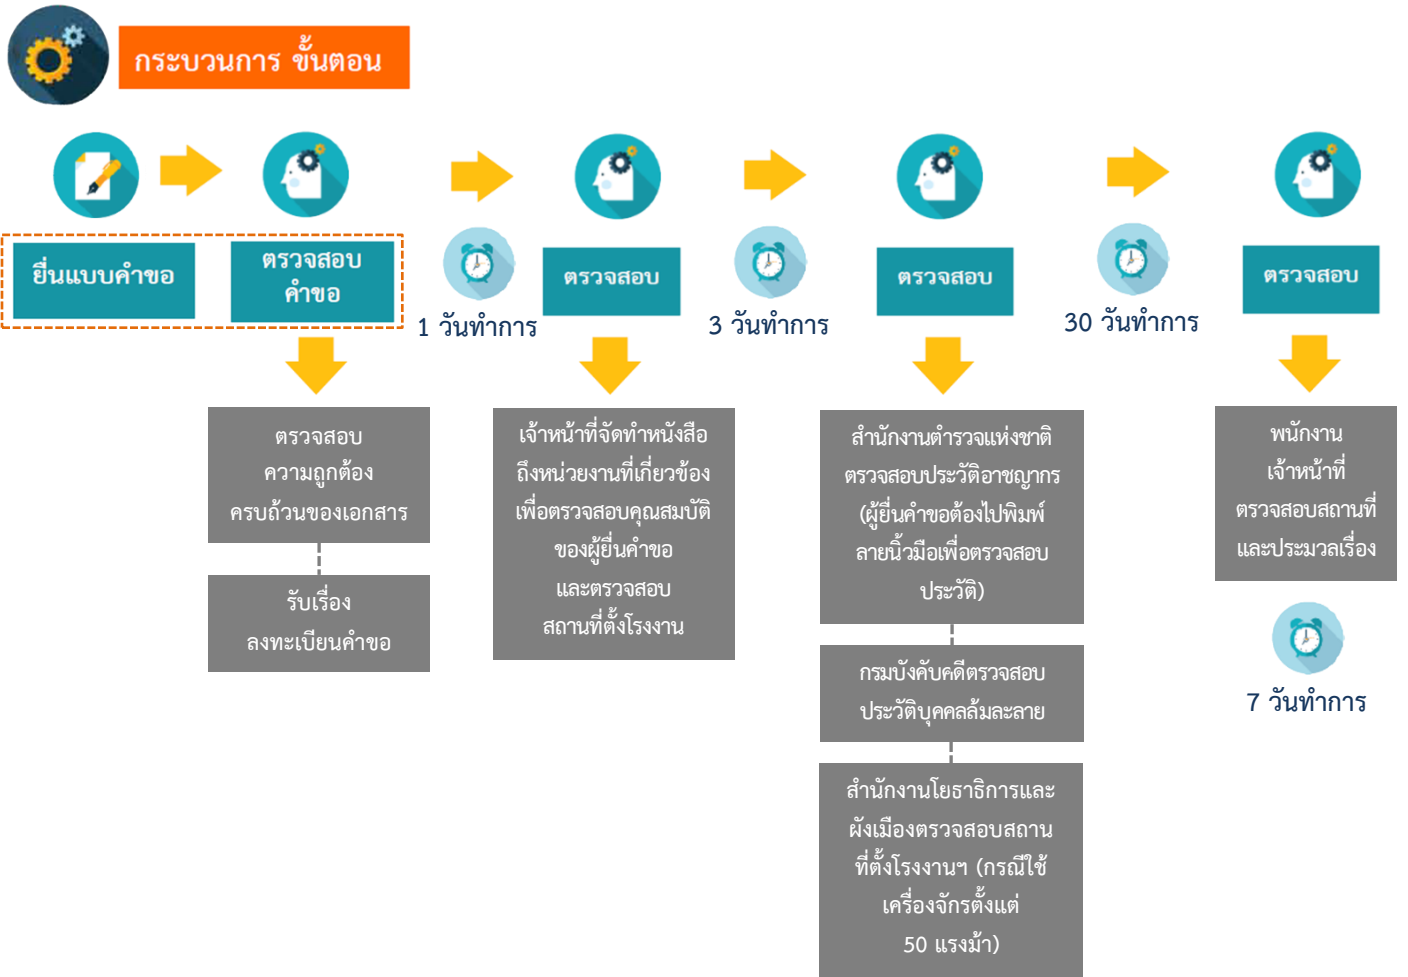 กระบวนการ ขั้นตอน
ยื่นแบบคำขอ
ตรวจสอบ
คำขอ
1 วันทำการ
ตรวจสอบ
3 วันทำการ
ตรวจสอบ
30 วันทำการ
ตรวจสอบ
ตรวจสอบ
ความถูกต้อง
ครบถ้วนของเอกสาร
รับเรื่อง
ลงทะเบียนคำขอ
เจ้าหน้าที่จัดทำหนังสือ
ถึงหน่วยงานที่เกี่ยวข้อง
เพื่อตรวจสอบคุณสมบัติ
ของผู้ยื่นคำขอ
และตรวจสอบ
สถานที่ตั้งโรงงาน
สำนักงานตำรวจแห่งชาติ
ตรวจสอบประวัติอาชญากร
(ผู้ยื่นคำขอต้องไปพิมพ์
ลายนิ้วมือเพื่อตรวจสอบ
ประวัติ)
กรมบังคับคดีตรวจสอบ
ประวัติบุคคลล้มละลาย
สำนักงานโยธาธิการและ
ผังเมืองตรวจสอบสถาน
ที่ตั้งโรงงานฯ (กรณีใช้
เครื่องจักรตั้งแต่
50 แรงม้า)
พนักงาน
เจ้าหน้าที่
ตรวจสอบสถานที่
และประมวลเรื่อง
7 วันทำการ